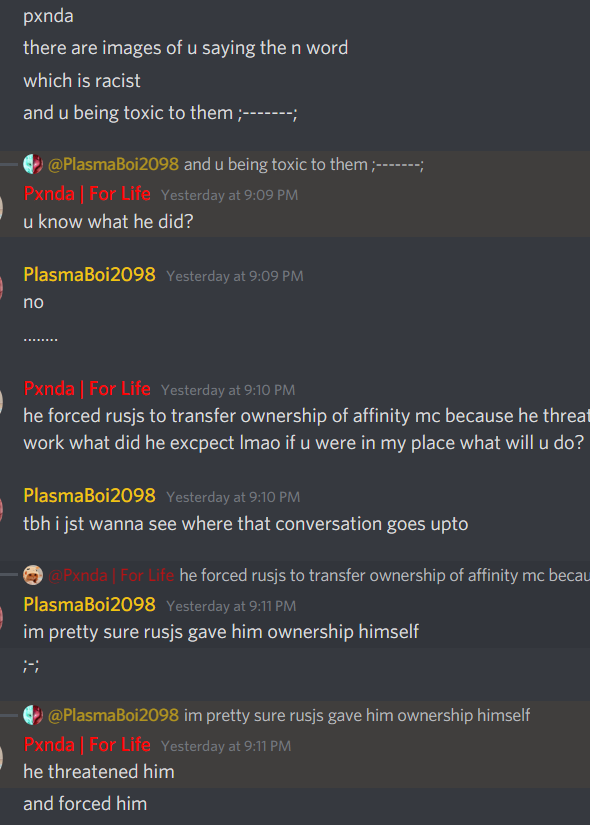 pxnda
there are images of u saying the n word
which is racist
and u being toxic to them ;-------;
@PlasmaBoi2098 and u being toxic to them ;-------;
Pxnda | For Life Yesterday at 9:09 PM
u know what he did?
PlasmaBoi2098 Yesterday at 9:09 PM
no
........
Pxnda | For Life Yesterday at 9:10 PM
he forced rusjs to transfer ownership of affinity mc because he threat
work what did he excpect lmao if u were in my place what will u do?
PlasmaBoi2098 Yesterday at 9:10 PM
tbh i jst wanna see where that conversation goes upto
@Pxnda | For Life he forced rusjs to transfer ownership of affinity mc becau
PlasmaBoi2098 Yesterday at 9:11 PM
im pretty sure rusjs gave him ownership himself
;-;
@PlasmaBoi2098 im pretty sure rusjs gave him ownership himself
Pxnda | For Life Yesterday at 9:11 PM
he threatened him
and forced him